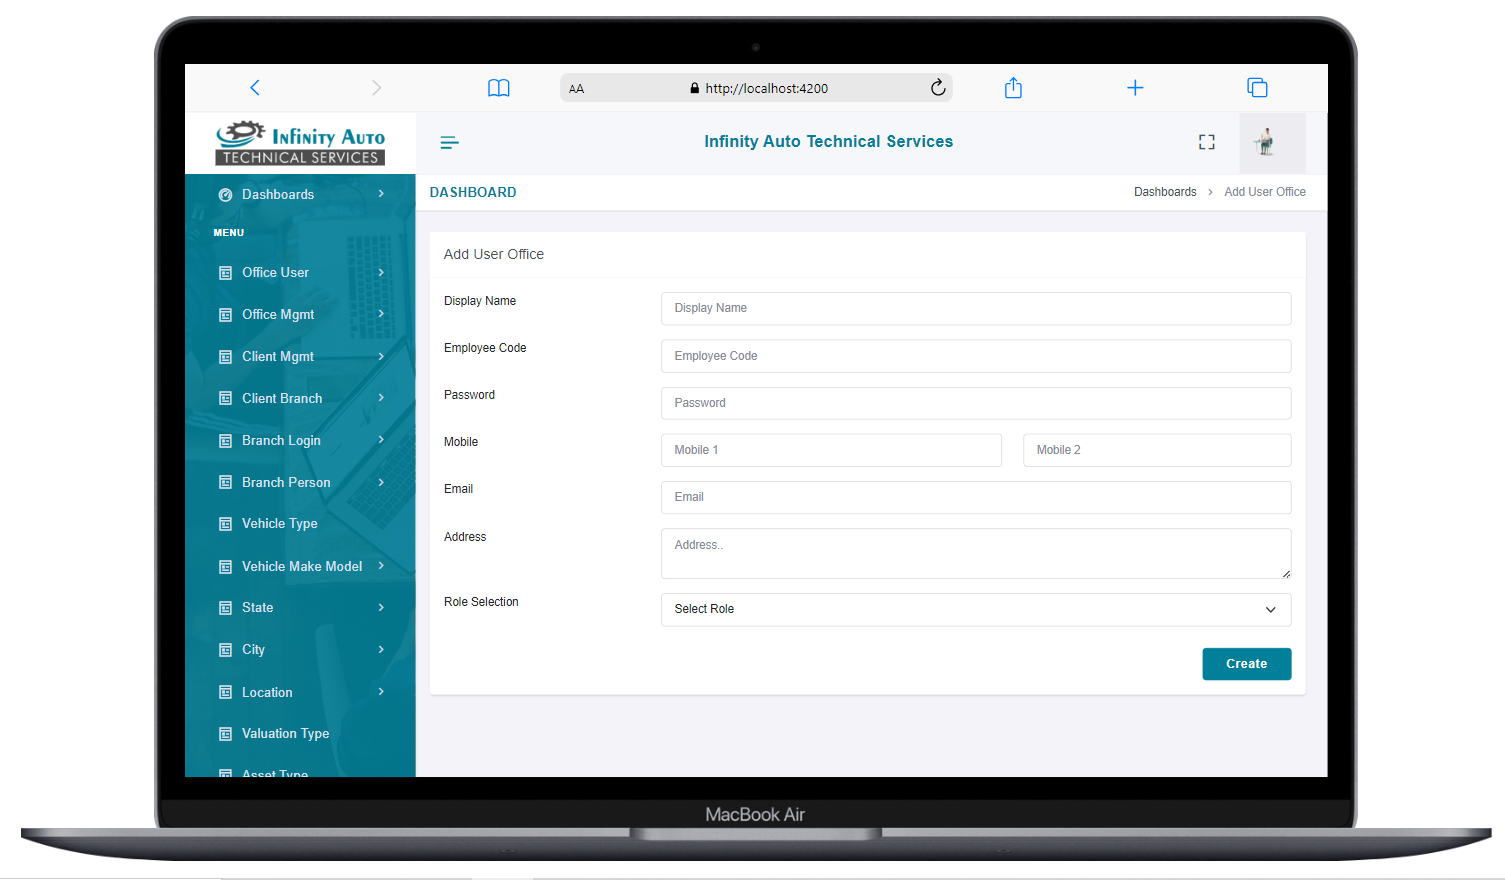 AA
http://localhost:4200
Infinity Auto
TECHNICAL SERVICES
Infinity Auto Technical Services
Dashboards
DASHBOARD
Dashboards > Add User Office
MENU
Office User
Office Mgmt
Client Mgmt
Client Branch
Branch Login
Branch Person
Vehicle Type
Vehicle Make Model
State
City
Location
Valuation Type
Asset Type
Add User Office
Display Name
Display Name
Employee Code
Employee Code
Password
Password
Mobile
Mobile 1
Mobile 2
Email
Email
Address
Address..
Role Selection
Select Role
Create
MacBook Air